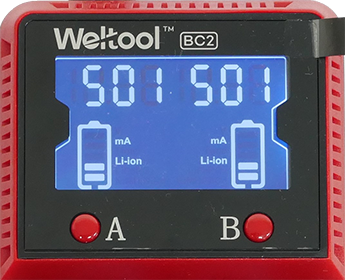 Weltool™ BC2
501 501
mA mA
Li-ion Li-ion
A B